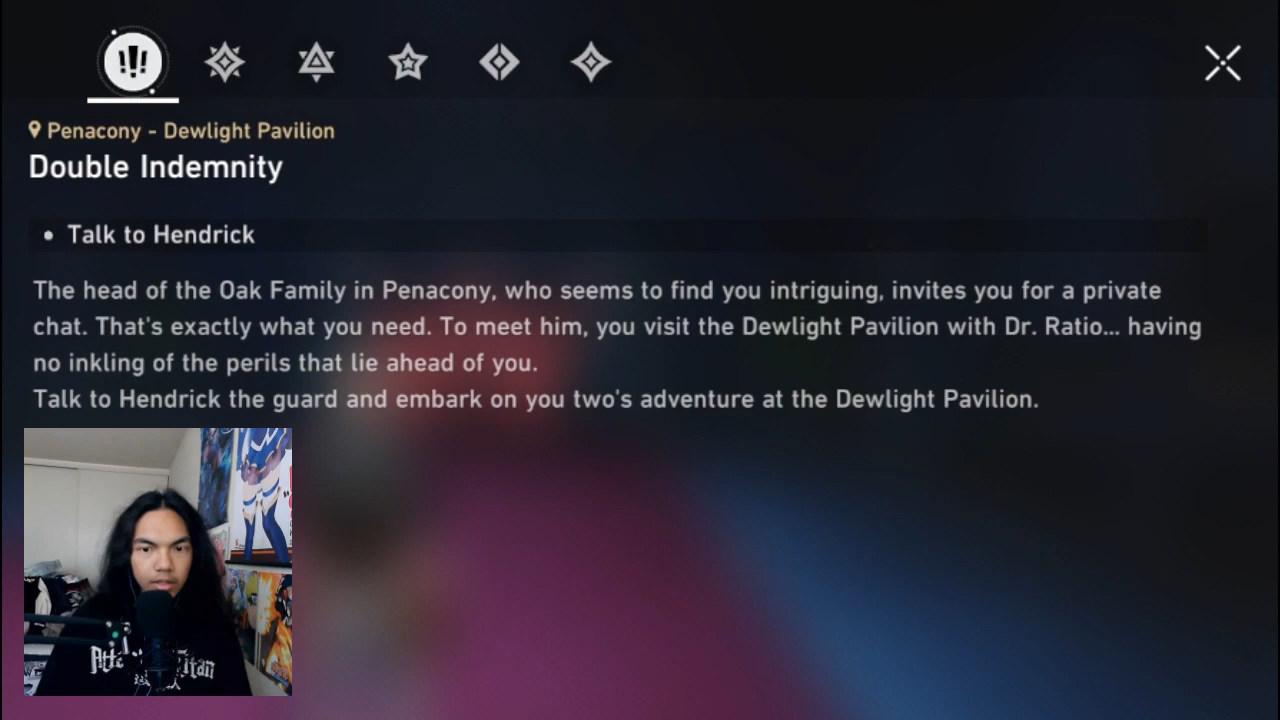 Penacony - Dewlight Pavilion
Double Indemnity
Talk to Hendrick
The head of the Oak Family in Penacony, who seems to find you intriguing, invites you for a private
chat. That's exactly what you need. To meet him, you visit the Dewlight Pavilion with Dr. Ratio... having
no inkling of the perils that lie ahead of you.
Talk to Hendrick the guard and embark on you two's adventure at the Dewlight Pavilion.